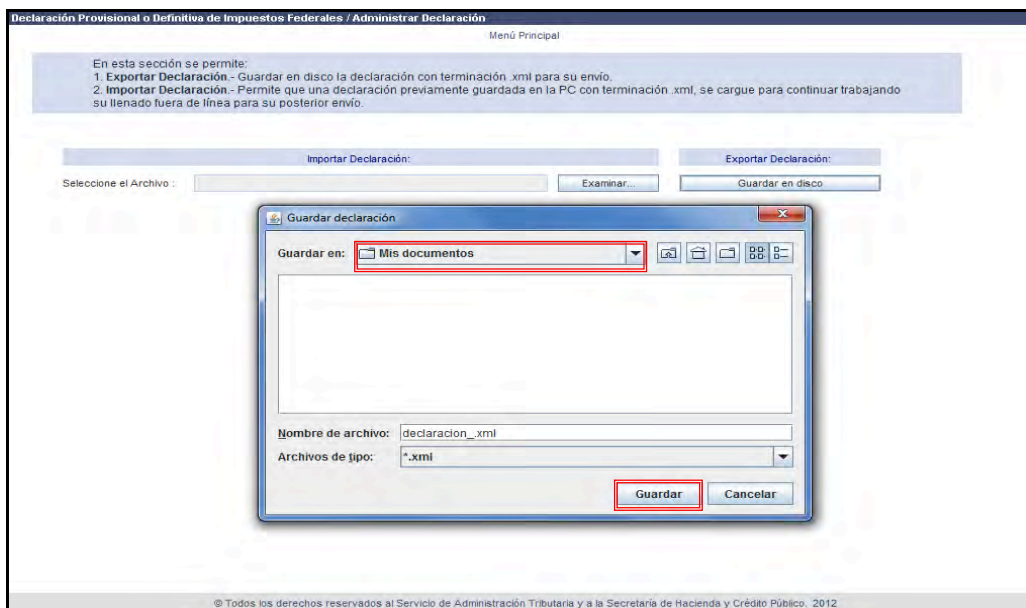 Declaración Provisional o Definitiva de Impuestos Federales / Administrar Declaración
Menú Principal
En esta sección se permite:
1. Exportar Declaración.- Guardar en disco la declaración con terminación .xml para su envío.
2. Importar Declaración.- Permite que una declaración previamente guardada en la PC con terminación .xml, se cargue para continuar trabajando
su llenado fuera de línea para su posterior envío.
Importar Declaración: Exportar Declaración:
Seleccione el Archivo : Examinar... Guardar en disco
Guardar declaración
Guardar en: Mis documentos
Nombre de archivo: declaracion_.xml
Archivos de tipo: *.xml
Guardar Cancelar
© Todos los derechos reservados al Servicio de Administración Tributaria y a la Secretaría de Hacienda y Crédito Público. 2012